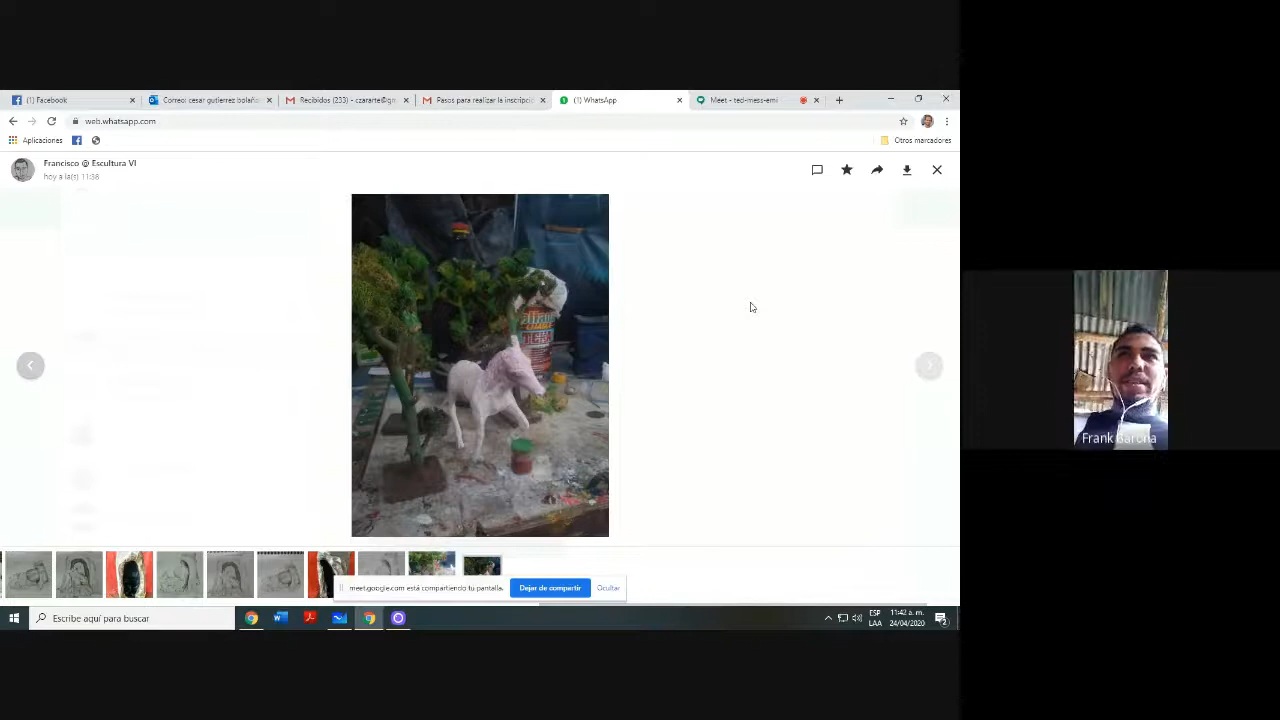 (1) Facebook
Correo: cesar gutierrez bolaño
Recibidos (233) - czararte@gm
Pasos para realizar la inscripció
(1) WhatsApp
Meet - ted-mess-emi
web.whatsapp.com
Aplicaciones
Otros marcadores
Francisco @ Escultura VI
hoy a la(s) 11:38
Frank Barona
meet.google.com está compartiendo tu pantalla.
Dejar de compartir
Ocultar
Escribe aquí para buscar
ESP
LAA
11:42 a. m.
24/04/2020
2